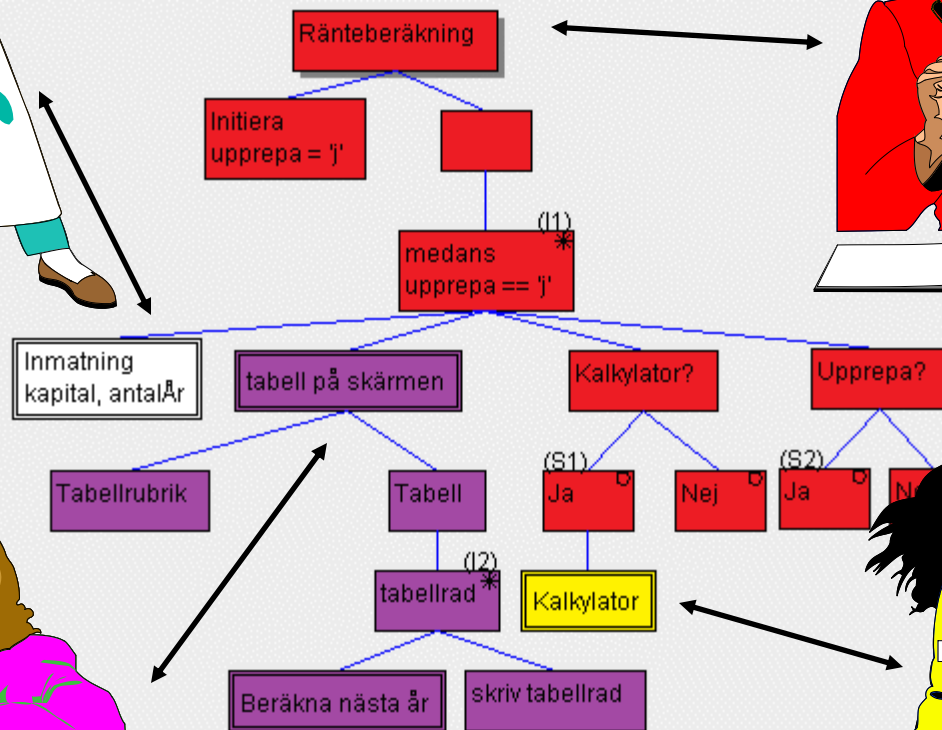 Ränteberäkning
Initiera
upprepa = 'j'
(I1)
*
medans
upprepa == 'j'
Inmatning
kapital, antalÅr
tabell på skärmen
Kalkylator?
Upprepa?
(S1)
(S2)
Tabellrubrik
Tabell
Ja
Nej
Ja
(I2)
*
tabellrad
Kalkylator
Beräkna nästa år
skriv tabellrad